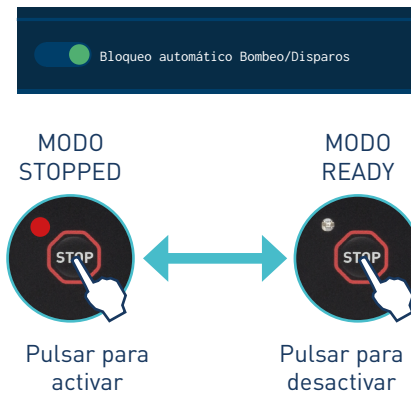 Bloqueo automático Bombeo/Disparos
MODO
STOPPED
MODO
READY
STOP
STOP
Pulsar para
activar
Pulsar para
desactivar